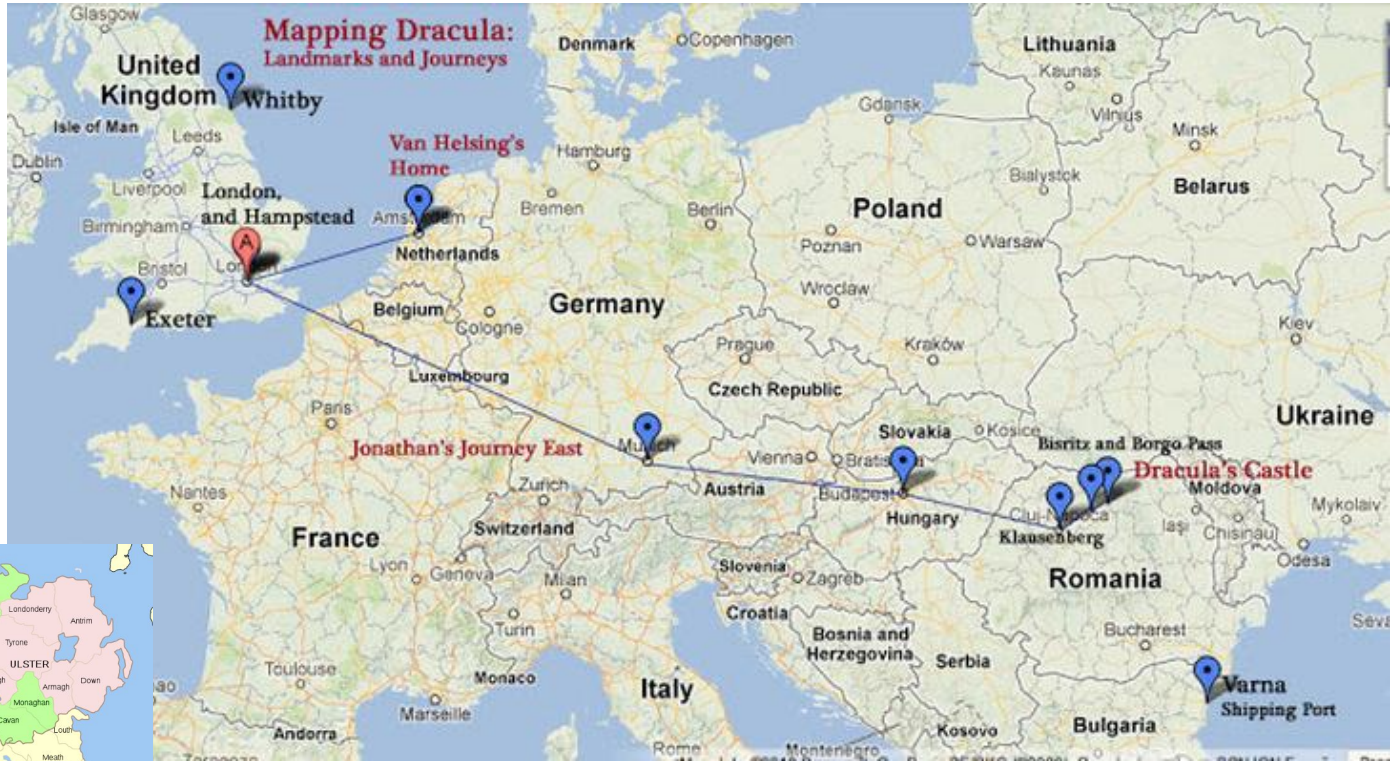 Mapping Dracula:
Landmarks and Journeys
Glasgow
United
Kingdom
Whitby
Isle of Man
Leeds
Dublin
Liverpool
London,
and Hampstead
Birmingham
A
Bristol
Exeter
Van Helsing's
Home
Netherlands
Belgium
Luxembourg
Cologne
Denmark
Copenhagen
Hamburg
Bremen
Berlin
Germany
Gdansk
Poland
Poznan
Warsaw
Wroclaw
Kraków
Bialystok
Lithuania
Kaunas
Vilnius
Minsk
Belarus
Kiev
Ukraine
Prague
Czech Republic
Paris
Jonathan's Journey East
Nantes
France
Zurich
Switzerland
Lyon
Geneva
Milan
Turin
Toulouse
Monaco
Marseille
Andorra
Vienna
Austria
Slovakia
Kosice
Budapest
Hungary
Bisritz and Borgo Pass
Dracula's Castle
Moldova
Klausenberg
Iaşi
Chisinau
Mykolaiv
Odesa
Romania
Slovenia
Zagreb
Croatia
Bosnia and
Herzegovina
Serbia
Bucharest
Italy
Rome
Montenegro
Kosovo
Bulgaria
Varna
Shipping Port
Londonderry
Antrim
Tyrone
ULSTER
Armagh
Down
Monaghan
Cavan
Louth
Meath